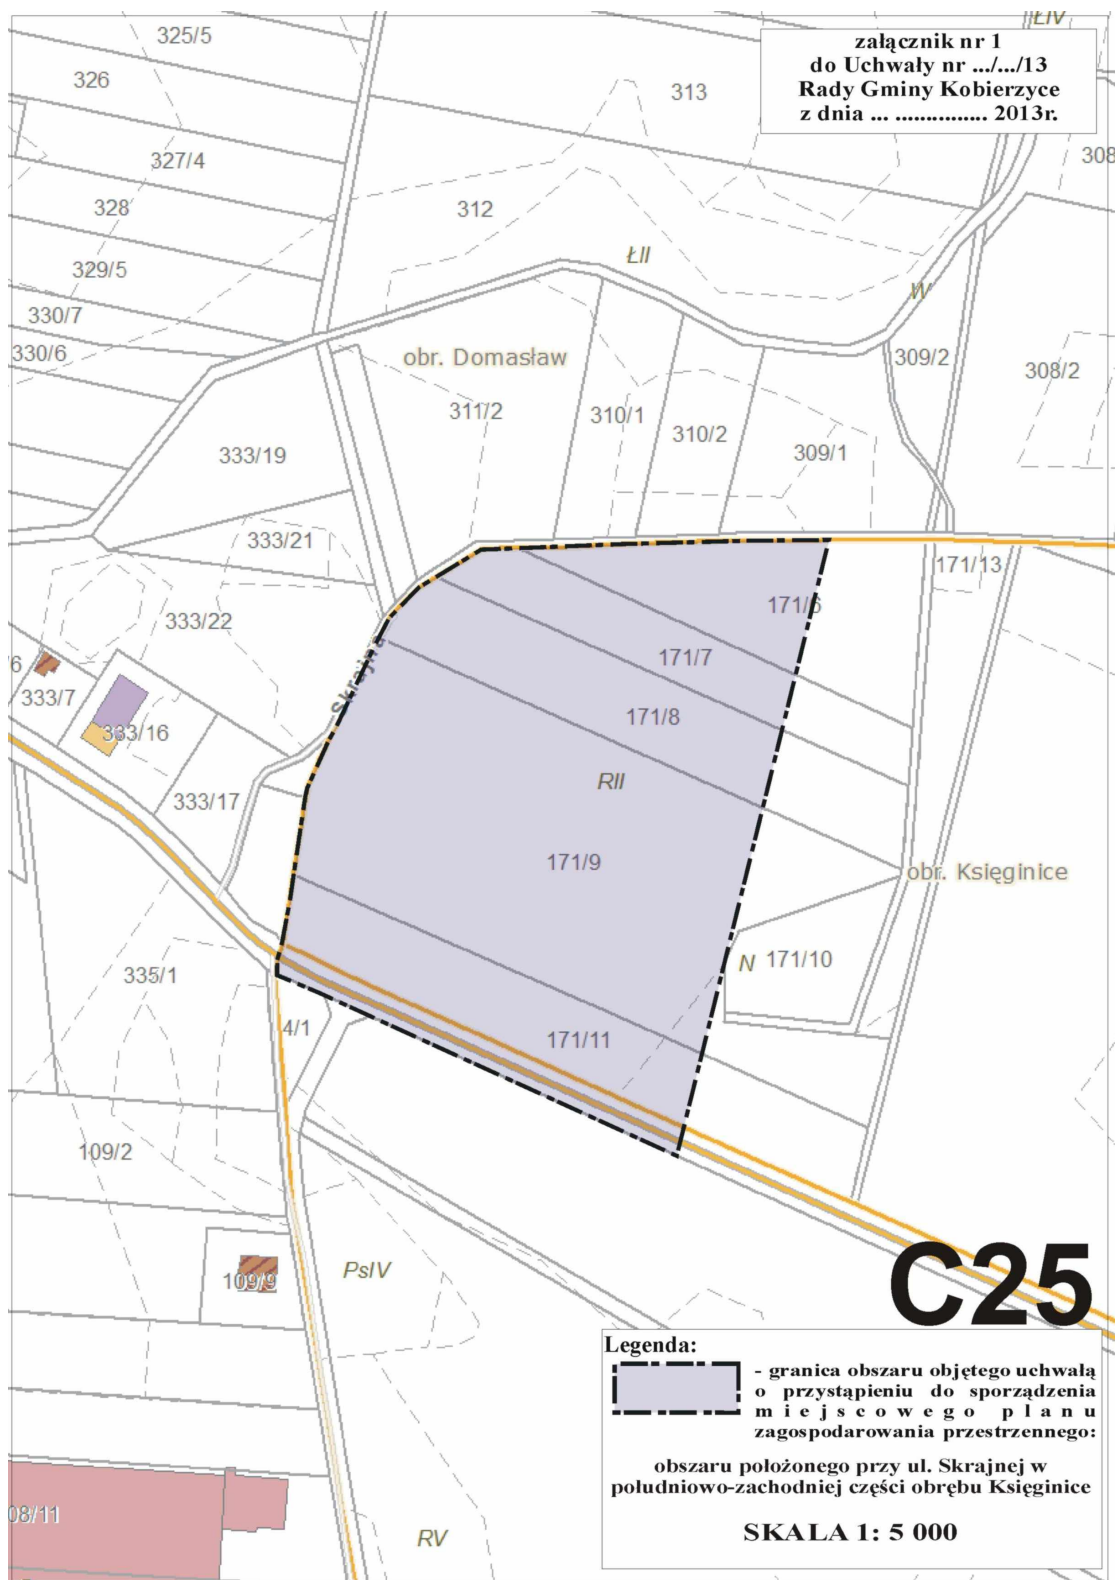 ŁIV
załącznik nr 1
do Uchwały nr .../.../13
Rady Gminy Kobierzyce
z dnia ... ............... 2013r.
325/5
326
313
327/4
308
328
312
329/5
ŁII
W
330/7
330/6
obr. Domasław
309/2
308/2
311/2
310/1
310/2
309/1
333/19
333/21
171/13
171/6
333/22
171/7
Skrajna
/6
333/7
171/8
333/16
RII
333/17
171/9
obr. Księginice
335/1
N
171/10
4/1
171/11
109/2
PsIV
109/9
C25
Legenda:
- granica obszaru objętego uchwałą
o przystąpieniu do sporządzenia
miejscowego planu
zagospodarowania przestrzennego:
obszaru położonego przy ul. Skrajnej w
południowo-zachodniej części obrębu Księginice
08/11
RV
SKALA 1: 5 000